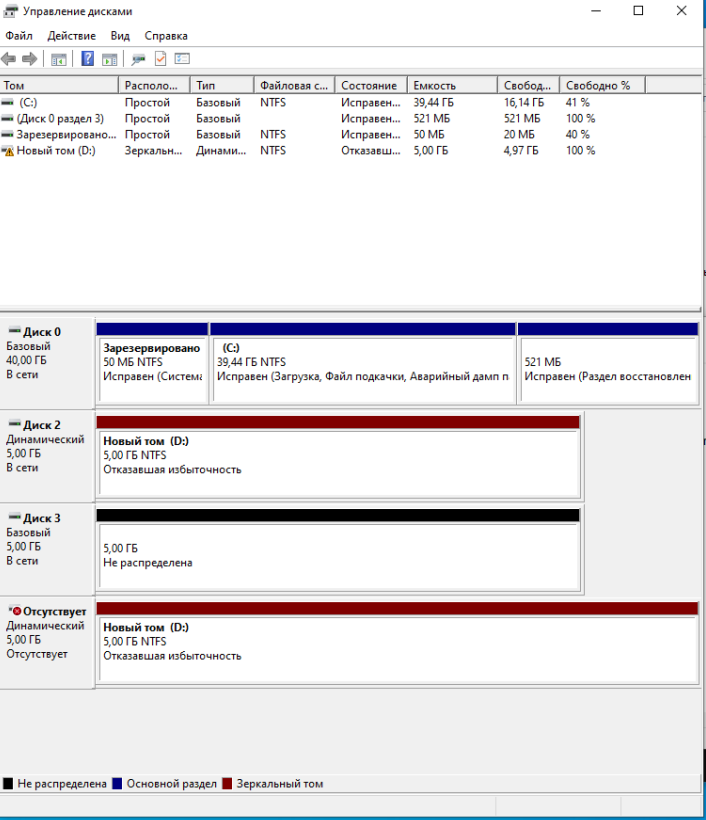 Управление дисками
Файл Действие Вид Справка
Том Располо... Тип Файловая с... Состояние Емкость Свобод... Свободно %
(C:) Простой Базовый NTFS Исправен... 39,44 ГБ 16,14 ГБ 41 %
(Диск 0 раздел 3) Простой Базовый Исправен... 521 МБ 521 МБ 100 %
Зарезервировано... Простой Базовый NTFS Исправен... 50 МБ 20 МБ 40 %
Новый том (D:) Зеркальн... Динами... NTFS Отказавш... 5,00 ГБ 4,97 ГБ 100 %
Диск 0
Базовый
40,00 ГБ
В сети
Зарезервировано
50 МБ NTFS
Исправен (Система
(C:)
39,44 ГБ NTFS
Исправен (Загрузка, Файл подкачки, Аварийный дамп п
521 МБ
Исправен (Раздел восстановлен
Диск 2
Динамический
5,00 ГБ
В сети
Новый том (D:)
5,00 ГБ NTFS
Отказавшая избыточность
Диск 3
Базовый
5,00 ГБ
В сети
5,00 ГБ
Не распределена
Отсутствует
Динамический
5,00 ГБ
Отсутствует
Новый том (D:)
5,00 ГБ NTFS
Отказавшая избыточность
Не распределена Основной раздел Зеркальный том